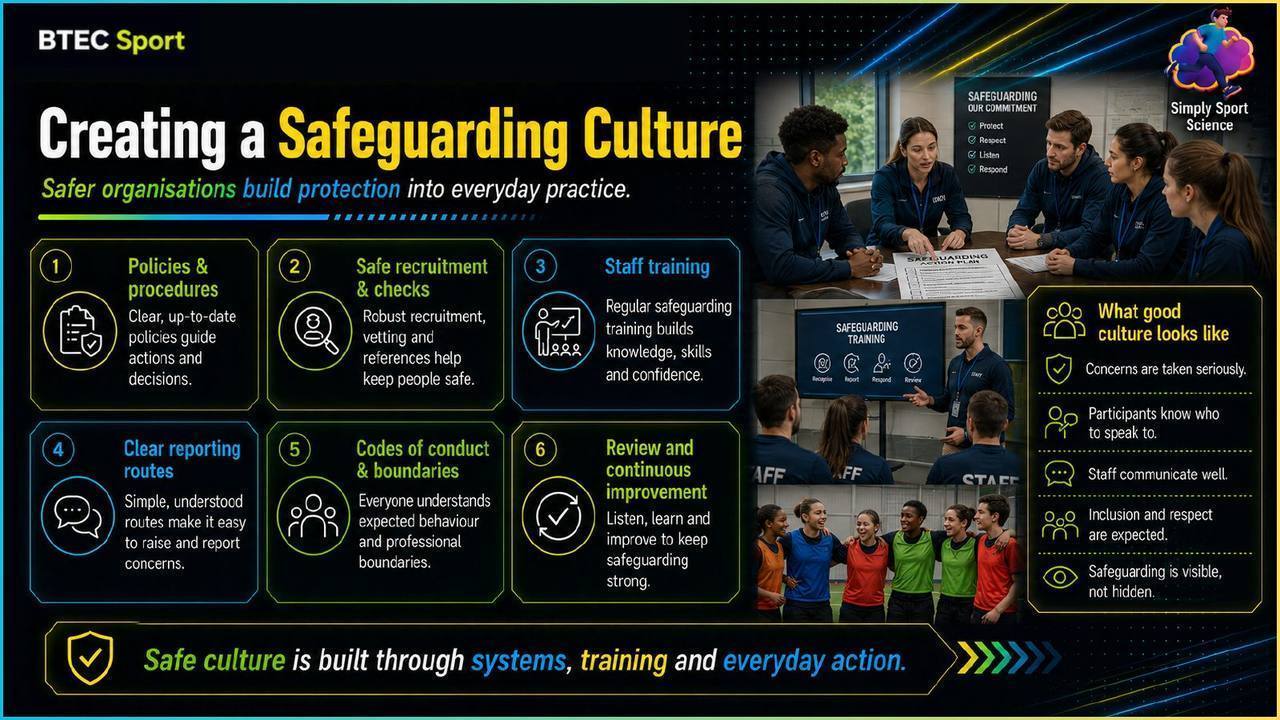 BTEC Sport
Simply Sport
Science
Creating a Safeguarding Culture
Safer organisations build protection into everyday practice.
1
Policies &
procedures
Clear, up-to-date
policies guide
actions and
decisions.
2
Safe recruitment
& checks
Robust recruitment,
vetting and
references help
keep people safe.
3
Staff training
Regular safeguarding
training builds
knowledge, skills
and confidence.
4
Clear reporting
routes
Simple, understood
routes make it easy
to raise and report
concerns.
5
Codes of conduct
& boundaries
Everyone understands
expected behaviour
and professional
boundaries.
6
Review and
continuous
improvement
Listen, learn and
improve to keep
safeguarding
strong.
SAFEGUARDING
OUR COMMITMENT
Protect
Respect
Listen
Respond
SAFEGUARDING
ACTION PLAN
SAFEGUARDING
TRAINING
Recognise Report Respond Review
STAFF
STAFF
What good
culture looks like
Concerns are taken seriously.
Participants know who
to speak to.
Staff communicate well.
Inclusion and respect
are expected.
Safeguarding is visible,
not hidden.
Safe culture is built through systems, training and everyday action.